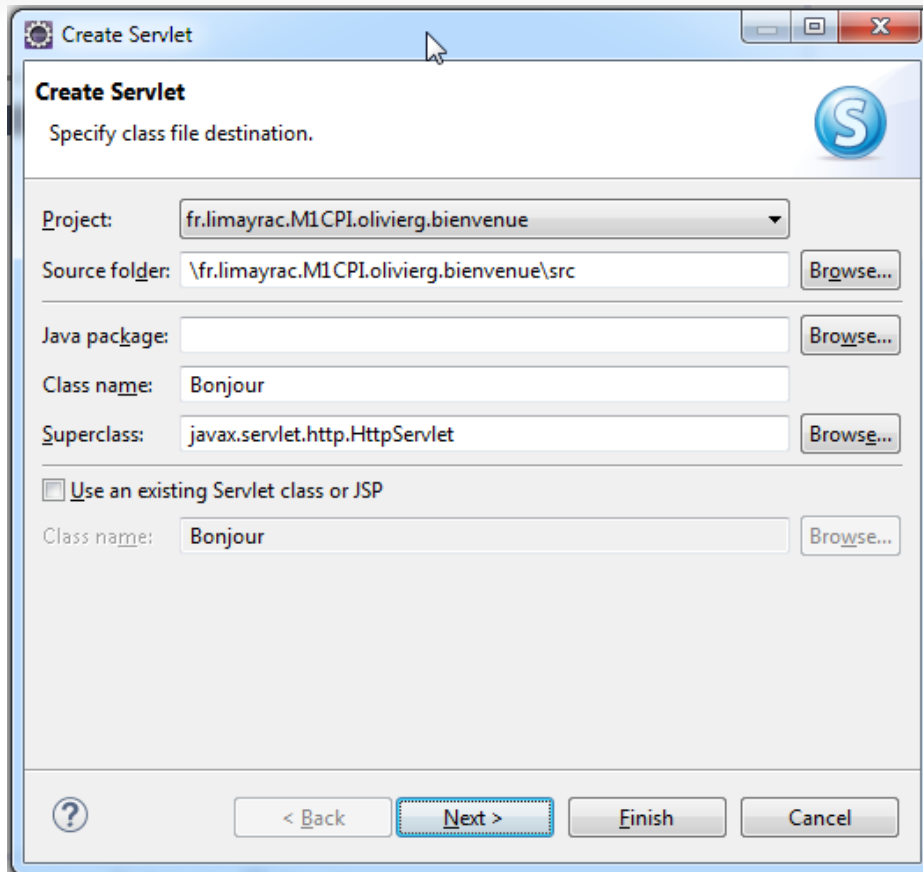 Create Servlet
Create Servlet
Specify class file destination.
S
Project: fr.limayrac.M1CPI.olivierg.bienvenue
Source folder: \fr.limayrac.M1CPI.olivierg.bienvenue\src Browse...
Java package: Browse...
Class name: Bonjour
Superclass: javax.servlet.http.HttpServlet Browse...
Use an existing Servlet class or JSP
Class name: Bonjour Browse...
? < Back Next > Finish Cancel